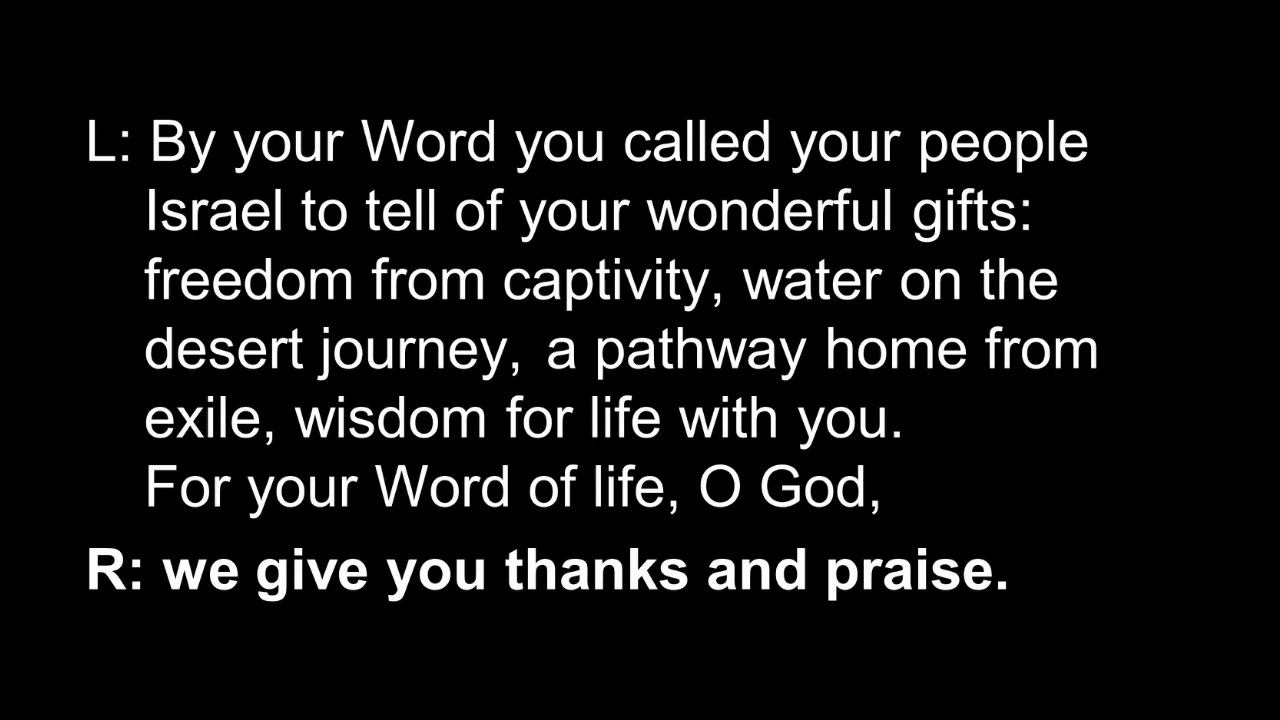 L: By your Word you called your people
Israel to tell of your wonderful gifts:
freedom from captivity, water on the
desert journey, a pathway home from
exile, wisdom for life with you.
For your Word of life, O God,
R: we give you thanks and praise.